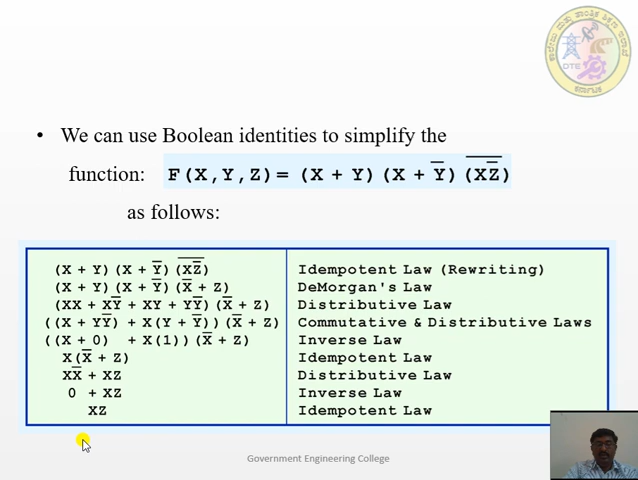 • We can use Boolean identities to simplify the
function: F(X,Y,Z)= (X + Y)(X + Y̅)(X̅Z̅̅)
as follows:
(X + Y)(X + Y̅)(X̅Z̅̅) Idempotent Law (Rewriting)
(X + Y)(X + Y̅)(X̅ + Z) DeMorgan's Law
(XX + XY̅ + XY + YY̅)(X̅ + Z) Distributive Law
((X + YY̅) + X(Y + Y̅))(X̅ + Z) Commutative & Distributive Laws
((X + 0) + X(1))(X̅ + Z) Inverse Law
X(X̅ + Z) Idempotent Law
XX̅ + XZ Distributive Law
0 + XZ Inverse Law
XZ Idempotent Law
DTE
Government Engineering College